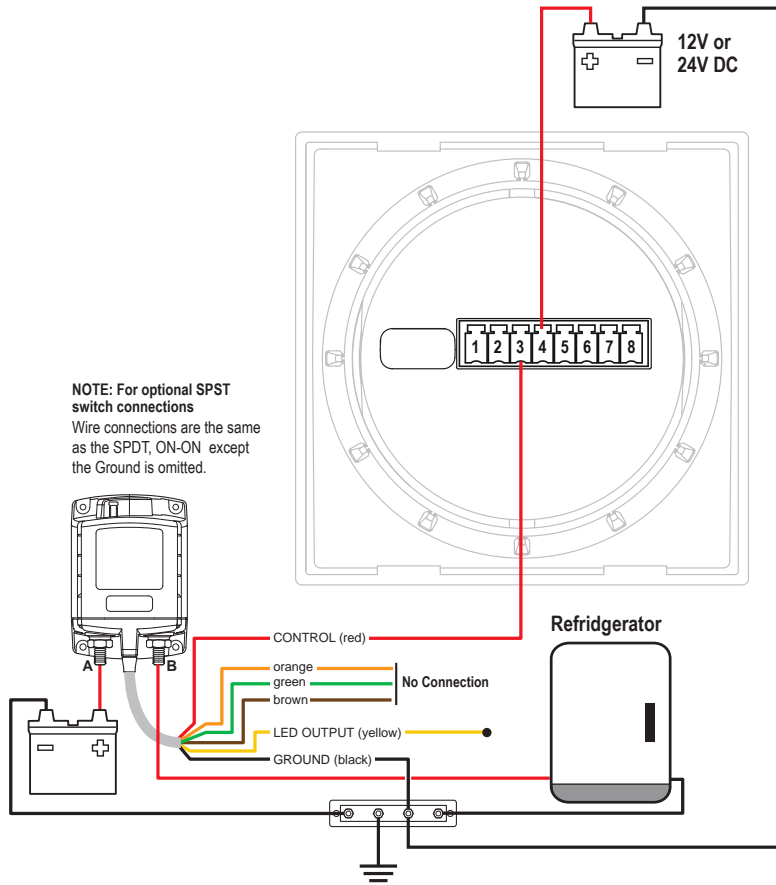 12V or
24V DC
1 2 3 4 5 6 7 8
NOTE: For optional SPST
switch connections
Wire connections are the same
as the SPDT, ON-ON except
the Ground is omitted.
A
B
CONTROL (red)
orange
green
brown
No Connection
LED OUTPUT (yellow)
GROUND (black)
Refridgerator